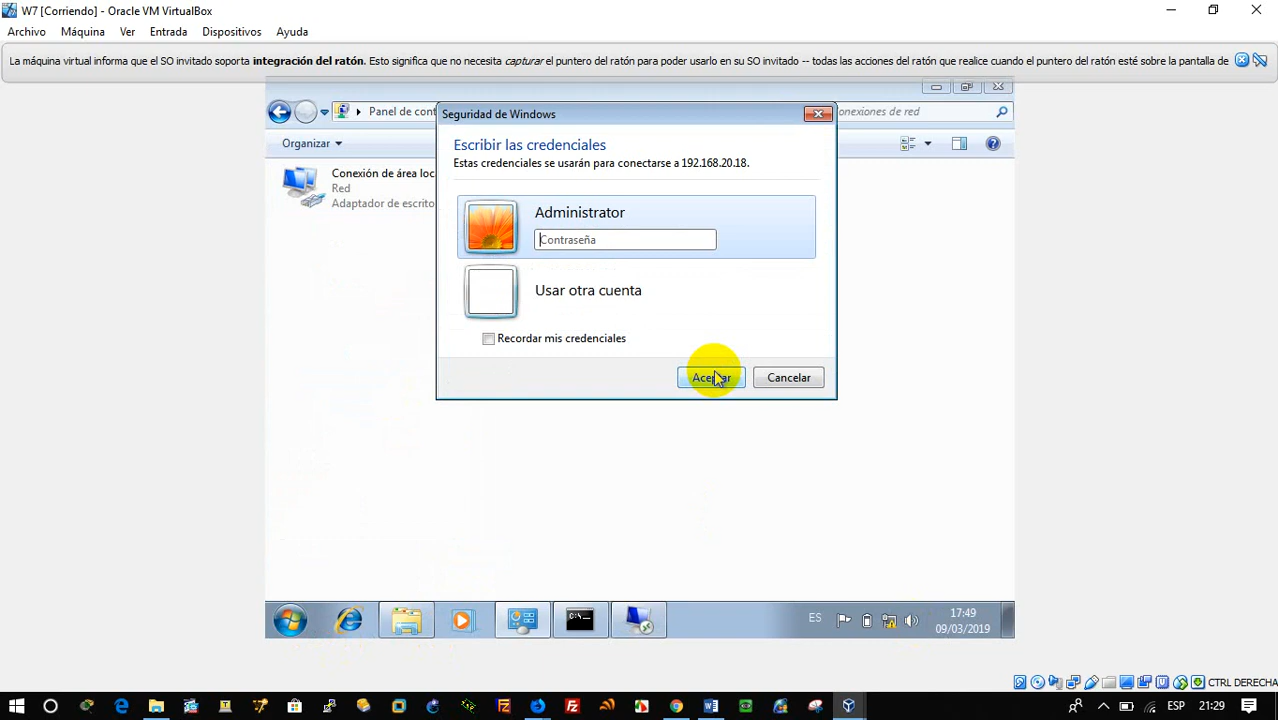 W7 [Corriendo] - Oracle VM VirtualBox
Archivo Máquina Ver Entrada Dispositivos Ayuda
La máquina virtual informa que el SO invitado soporta integración del ratón. Esto significa que no necesita capturar el puntero del ratón para poder usarlo en su SO invitado -- todas las acciones del ratón que realice cuando el puntero del ratón esté sobre la pantalla de
Panel de cont
onexiones de red
Organizar
Conexión de área loc
Red
Adaptador de escrito
Seguridad de Windows
Escribir las credenciales
Estas credenciales se usarán para conectarse a 192.168.20.18.
Administrator
Contraseña
Usar otra cuenta
Recordar mis credenciales
Aceptar Cancelar
C:\
ES
17:49
09/03/2019
CTRL DERECHA
ESP 21:29